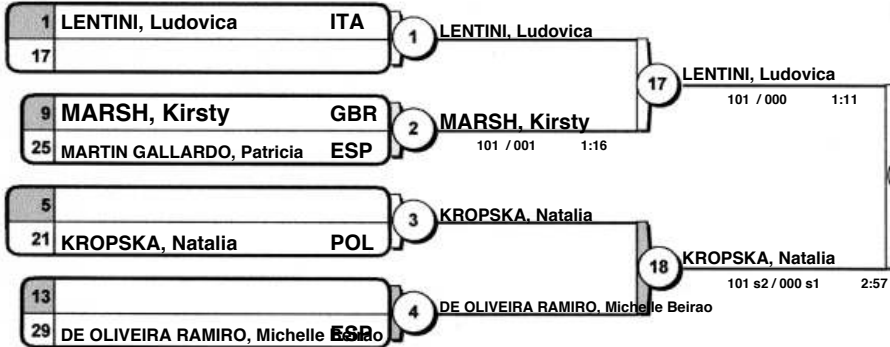 1 LENTINI, Ludovica ITA
17
1 LENTINI, Ludovica
9 MARSH, Kirsty GBR
25 MARTIN GALLARDO, Patricia ESP
2 MARSH, Kirsty
101 / 001 1:16
17 LENTINI, Ludovica
101 / 000 1:11
5
21 KROPSKA, Natalia POL
3 KROPSKA, Natalia
13
29 DE OLIVEIRA RAMIRO, Michelle Beirao ESP
4 DE OLIVEIRA RAMIRO, Michelle Beirao
18 KROPSKA, Natalia
101 s2 / 000 s1 2:57